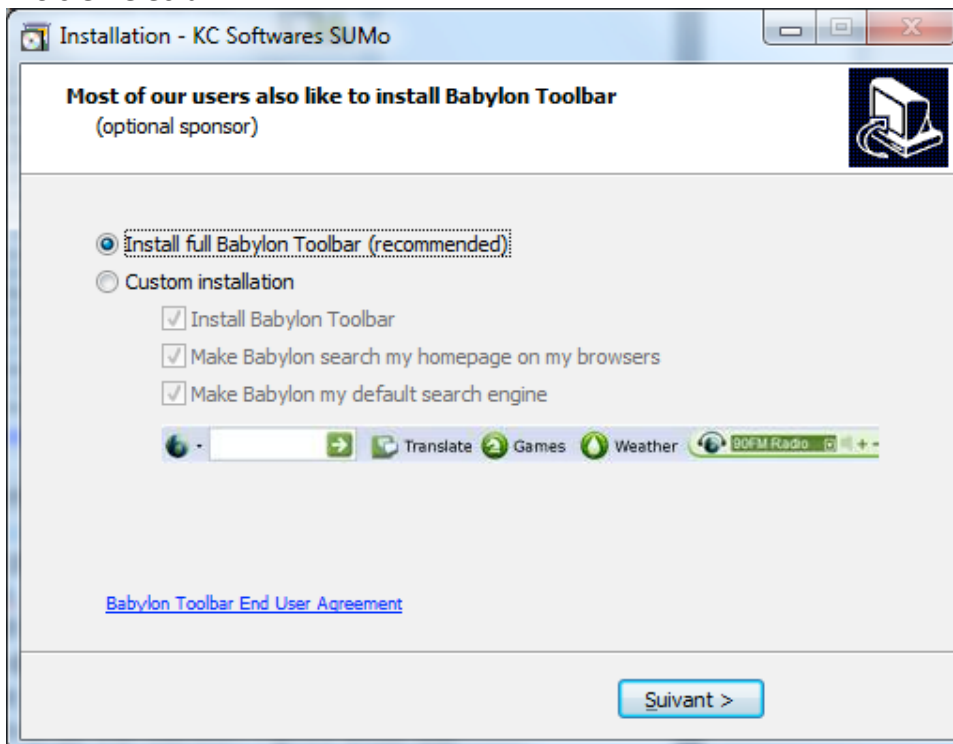 Installation - KC Softwares SUMo
Most of our users also like to install Babylon Toolbar
(optional sponsor)
Install full Babylon Toolbar (recommended)
Custom installation
Install Babylon Toolbar
Make Babylon search my homepage on my browsers
Make Babylon my default search engine
Translate Games Weather 90FM Radio
Babylon Toolbar End User Agreement
Suivant >